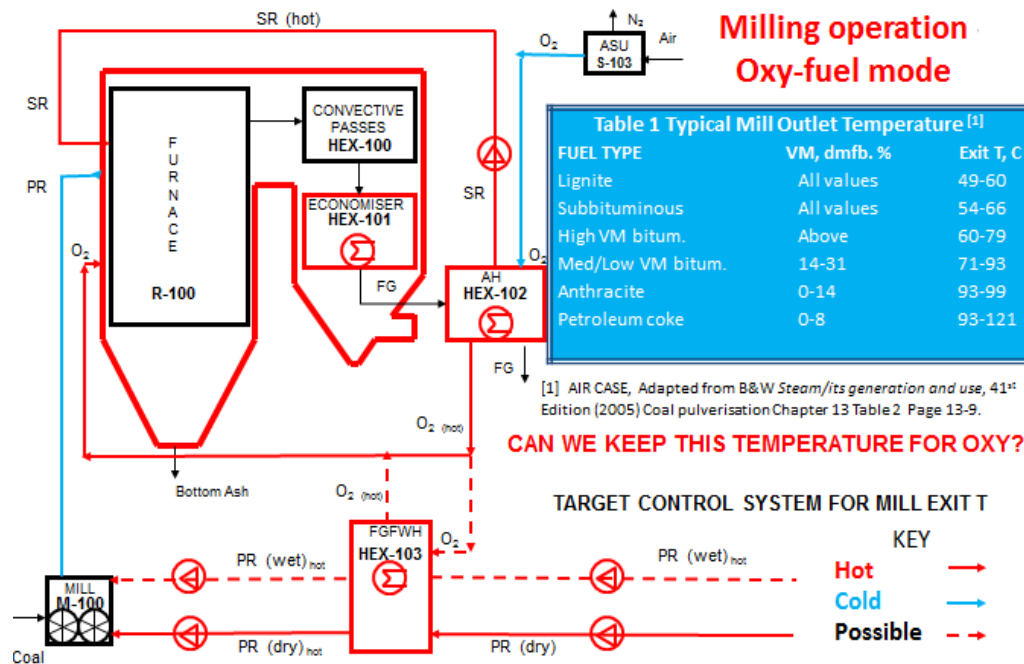 Milling operation
Oxy-fuel mode
SR (hot)
N₂
O₂
ASU
S-103
Air
SR
PR
O₂
F
U
R
N
A
C
E
R-100
CONVECTIVE
PASSES
HEX-100
ECONOMISER
HEX-101
FG
SR
O₂
AH
HEX-102
FG
O₂ (hot)
Table 1 Typical Mill Outlet Temperature [1]
FUEL TYPE VM, dmfb. % Exit T, C
Lignite All values 49-60
Subbituminous All values 54-66
High VM bitum. Above 60-79
Med/Low VM bitum. 14-31 71-93
Anthracite 0-14 93-99
Petroleum coke 0-8 93-121
[1] AIR CASE, Adapted from B&W Steam/its generation and use, 41st
Edition (2005) Coal pulverisation Chapter 13 Table 2 Page 13-9.
CAN WE KEEP THIS TEMPERATURE FOR OXY?
Bottom Ash
O₂ (hot)
FGFWH
HEX-103
O₂
PR (wet) hot
PR (wet) hot
MILL
M-100
Coal
PR (dry) hot
PR (dry)
TARGET CONTROL SYSTEM FOR MILL EXIT T
KEY
Hot
Cold
Possible